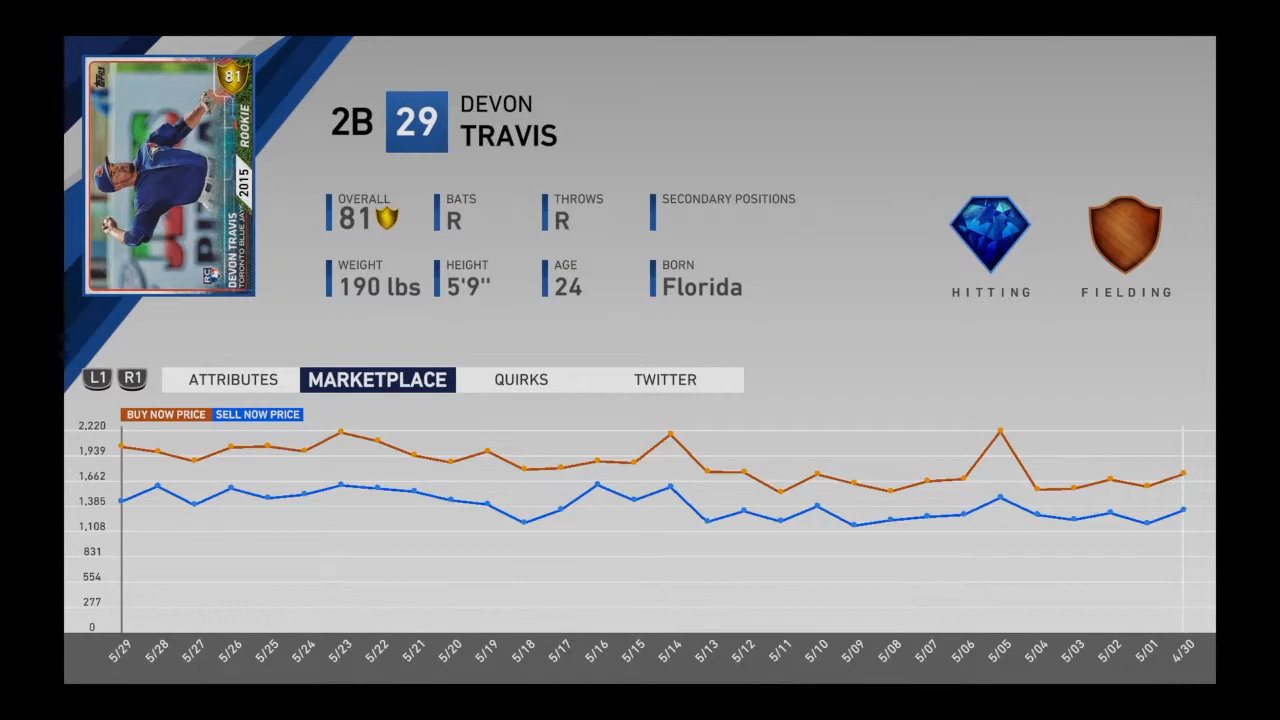 Topps
81
ROOKIE
2015
DEVON TRAVIS
TORONTO BLUE JAYS
RC
2B 29 DEVON
TRAVIS
OVERALL
81
BATS
R
THROWS
R
SECONDARY POSITIONS
WEIGHT
190 lbs
HEIGHT
5'9"
AGE
24
BORN
Florida
HITTING
FIELDING
L1 R1 ATTRIBUTES MARKETPLACE QUIRKS TWITTER
BUY NOW PRICE SELL NOW PRICE
2,220
1,939
1,662
1,385
1,108
831
554
277
0
5/29 5/28 5/27 5/26 5/25 5/24 5/23 5/22 5/21 5/20 5/19 5/18 5/17 5/16 5/15 5/14 5/13 5/12 5/11 5/10 5/09 5/08 5/07 5/06 5/05 5/04 5/03 5/02 5/01 4/30